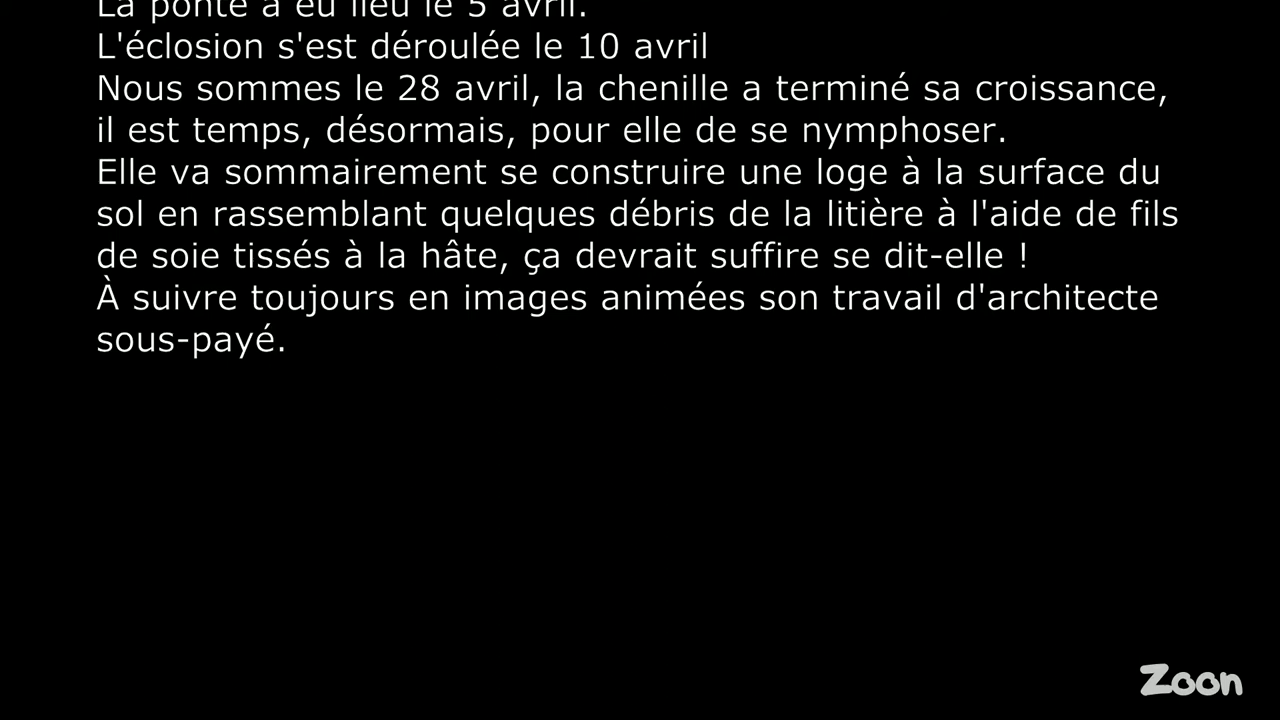 La ponte a eu lieu le 5 avril.
L'éclosion s'est déroulée le 10 avril
Nous sommes le 28 avril, la chenille a terminé sa croissance,
il est temps, désormais, pour elle de se nymphoser.
Elle va sommairement se construire une loge à la surface du
sol en rassemblant quelques débris de la litière à l'aide de fils
de soie tissés à la hâte, ça devrait suffire se dit-elle !
À suivre toujours en images animées son travail d'architecte
sous-payé.
Zoon